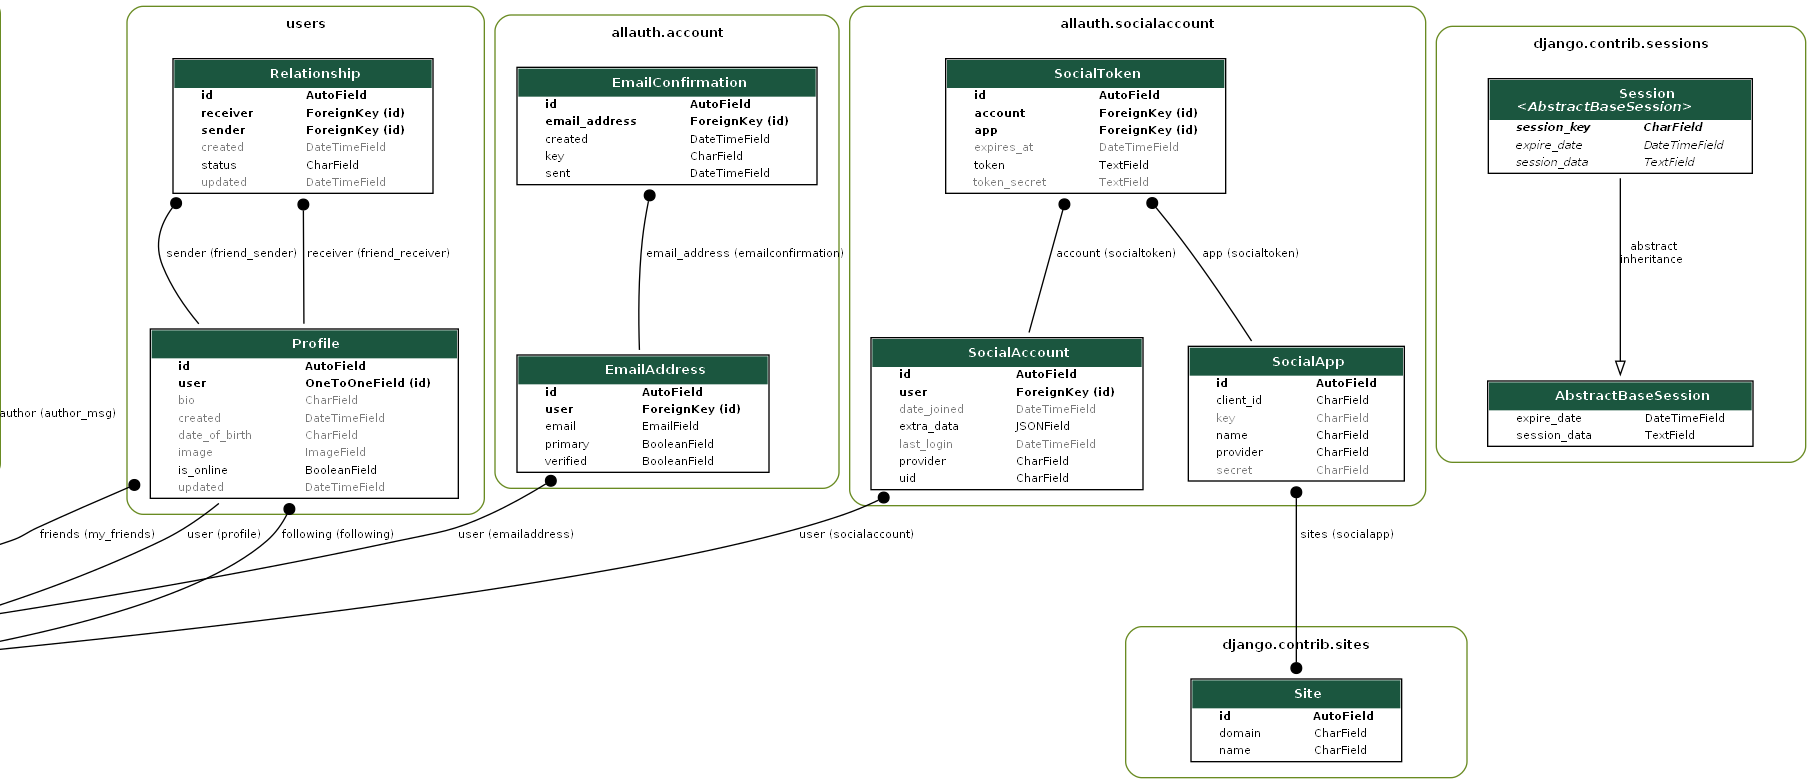 users
Relationship
id AutoField
receiver ForeignKey (id)
sender ForeignKey (id)
created DateTimeField
status CharField
updated DateTimeField
sender (friend_sender)
receiver (friend_receiver)
Profile
id AutoField
user OneToOneField (id)
bio CharField
created DateTimeField
date_of_birth CharField
image ImageField
is_online BooleanField
updated DateTimeField
author (author_msg)
friends (my_friends)
user (profile)
following (following)
allauth.account
EmailConfirmation
id AutoField
email_address ForeignKey (id)
created DateTimeField
key CharField
sent DateTimeField
email_address (emailconfirmation)
EmailAddress
id AutoField
user ForeignKey (id)
email EmailField
primary BooleanField
verified BooleanField
user (emailaddress)
allauth.socialaccount
SocialToken
id AutoField
account ForeignKey (id)
app ForeignKey (id)
expires_at DateTimeField
token TextField
token_secret TextField
account (socialtoken)
app (socialtoken)
SocialAccount
id AutoField
user ForeignKey (id)
date_joined DateTimeField
extra_data JSONField
last_login DateTimeField
provider CharField
uid CharField
user (socialaccount)
SocialApp
id AutoField
client_id CharField
key CharField
name CharField
provider CharField
secret CharField
sites (socialapp)
django.contrib.sites
Site
id AutoField
domain CharField
name CharField
django.contrib.sessions
Session
<AbstractBaseSession>
session_key CharField
expire_date DateTimeField
session_data TextField
abstract
inheritance
AbstractBaseSession
expire_date DateTimeField
session_data TextField